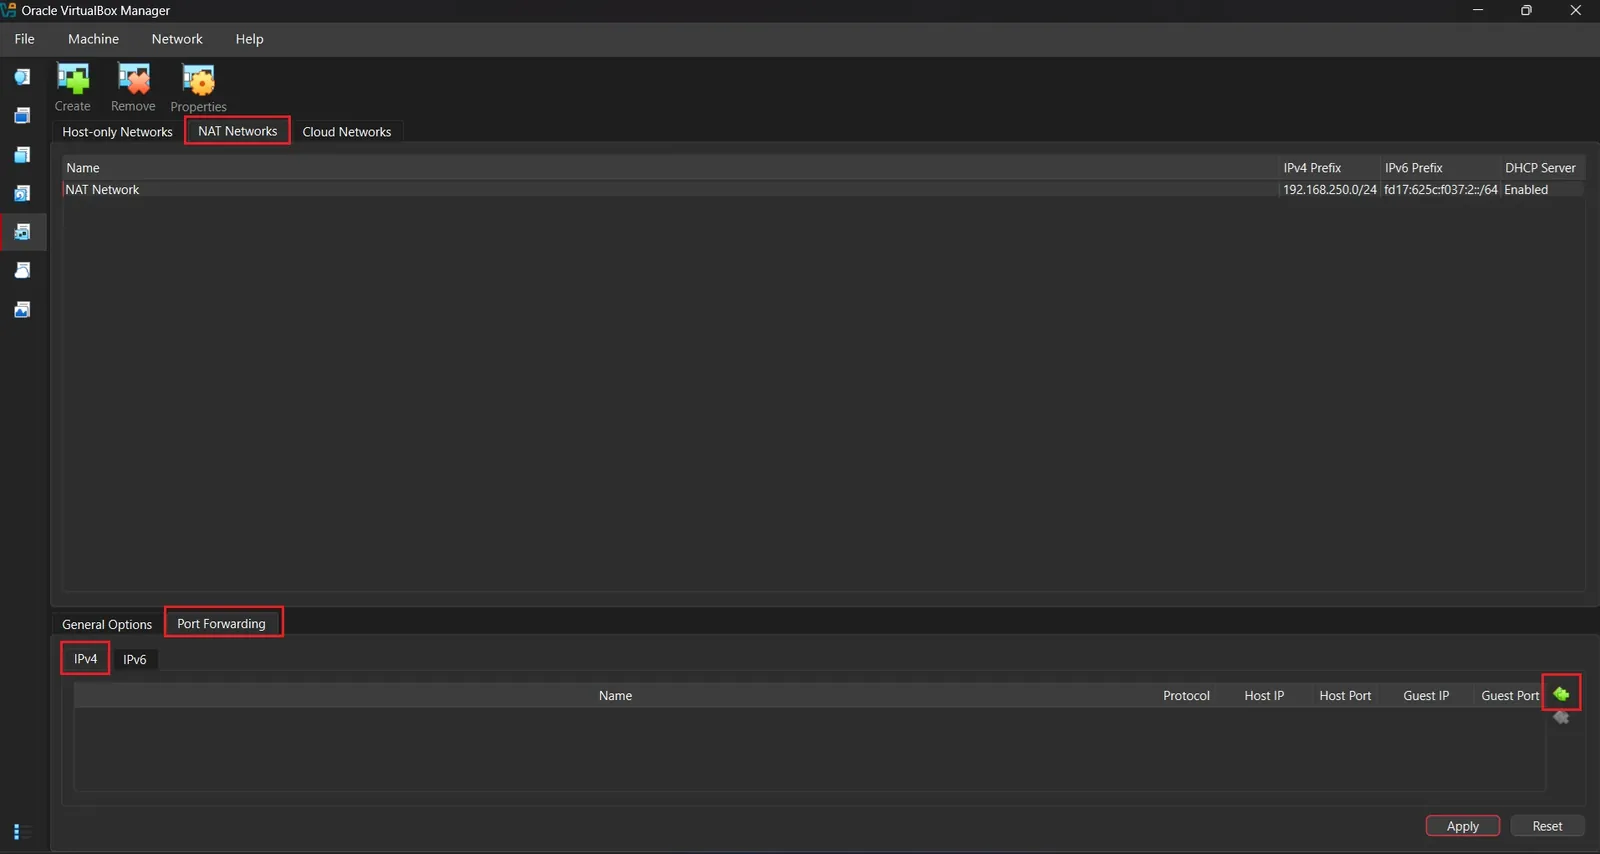 Oracle VirtualBox Manager
File Machine Network Help
Create Remove Properties
Host-only Networks NAT Networks Cloud Networks
Name IPv4 Prefix IPv6 Prefix DHCP Server
NAT Network 192.168.250.0/24 fd17:625c:f037:2::/64 Enabled
General Options Port Forwarding
IPv4 IPv6
Name Protocol Host IP Host Port Guest IP Guest Port
Apply Reset